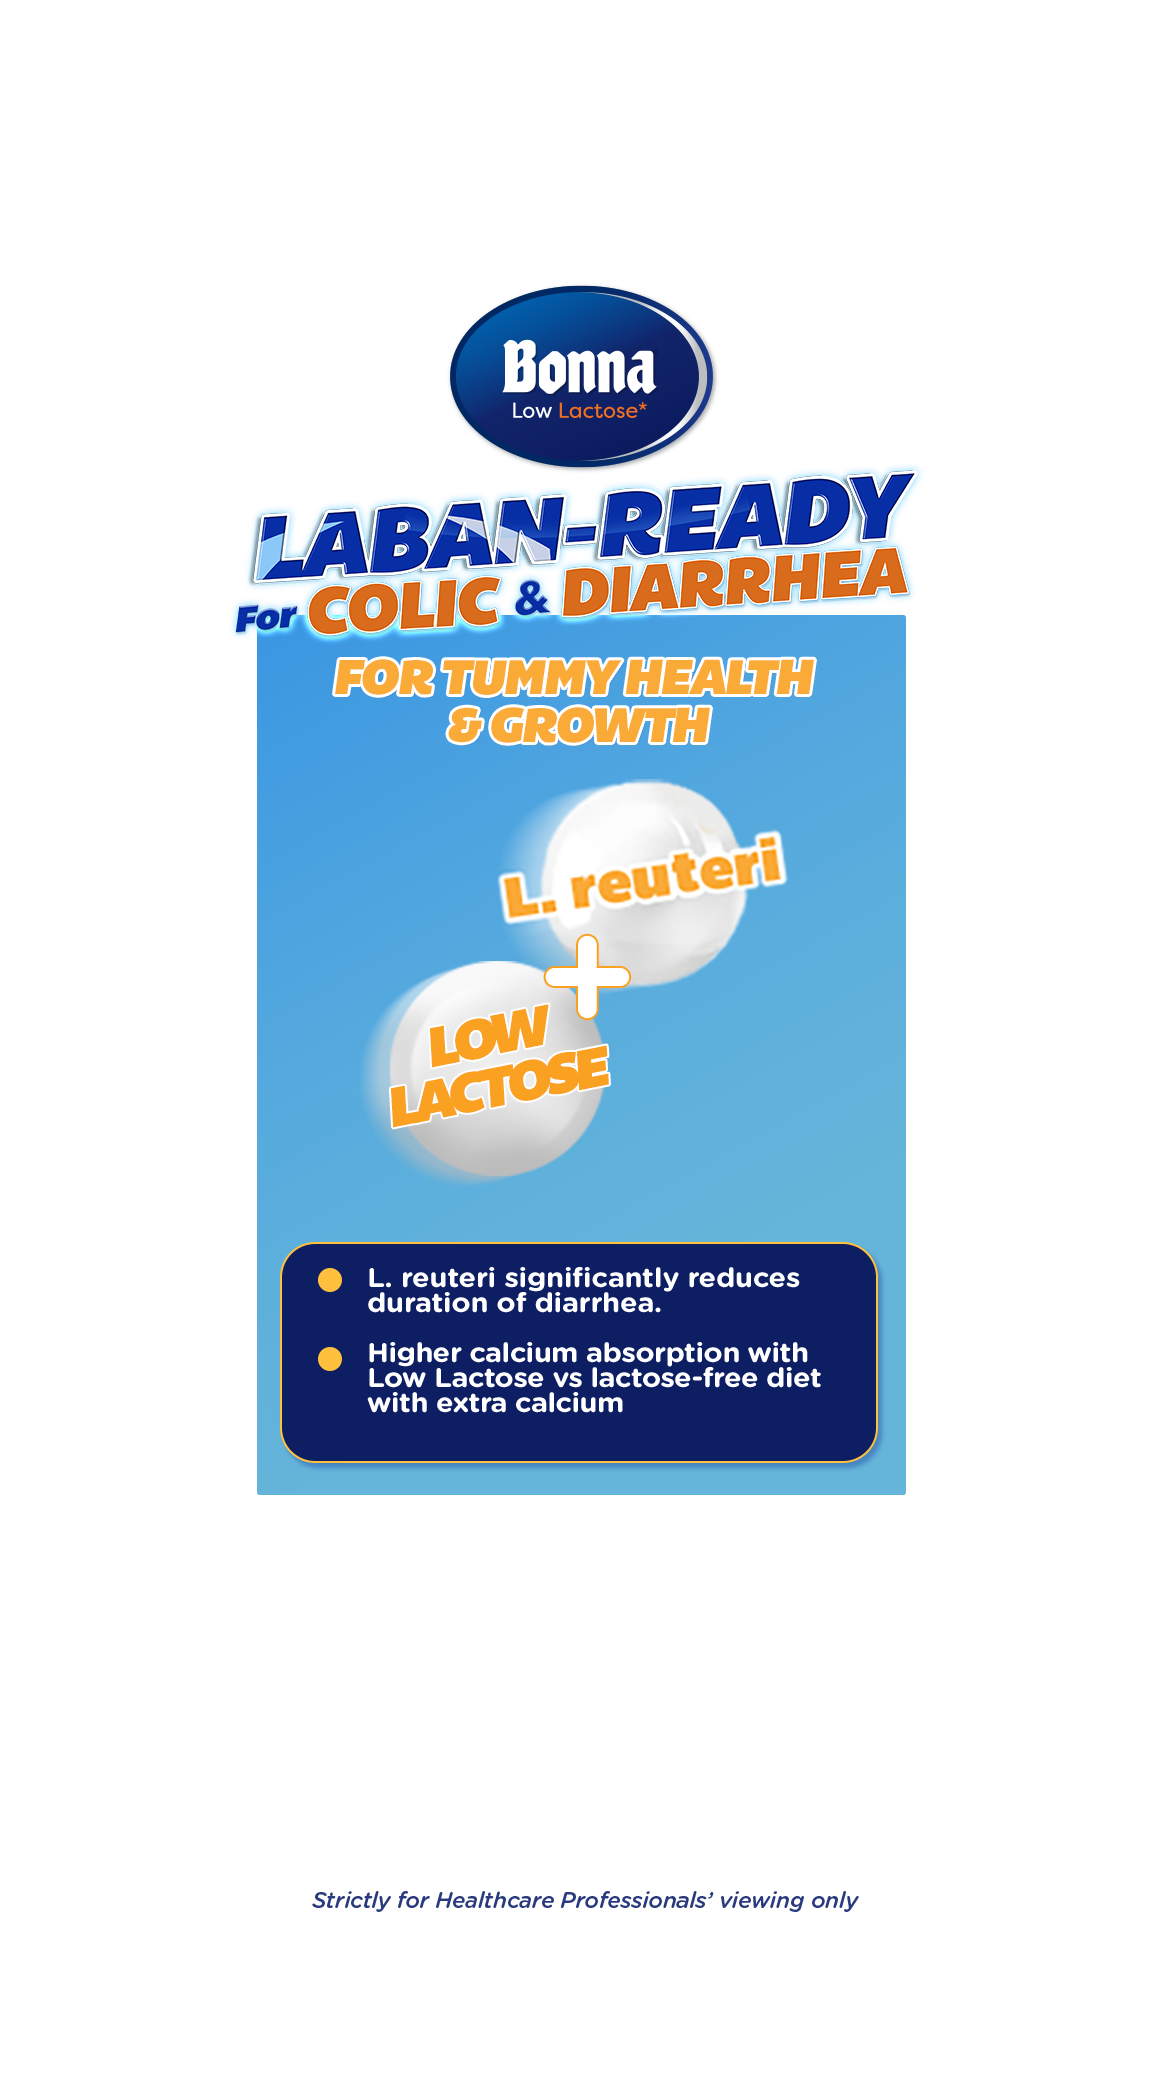 Bonna
Low Lactose*
LABAN-READY
For COLIC & DIARRHEA
FOR TUMMY HEALTH
& GROWTH
L. reuteri
+
LOW
LACTOSE
L. reuteri significantly reduces
duration of diarrhea.
Higher calcium absorption with
Low Lactose vs lactose-free diet
with extra calcium
Strictly for Healthcare Professionals’ viewing only